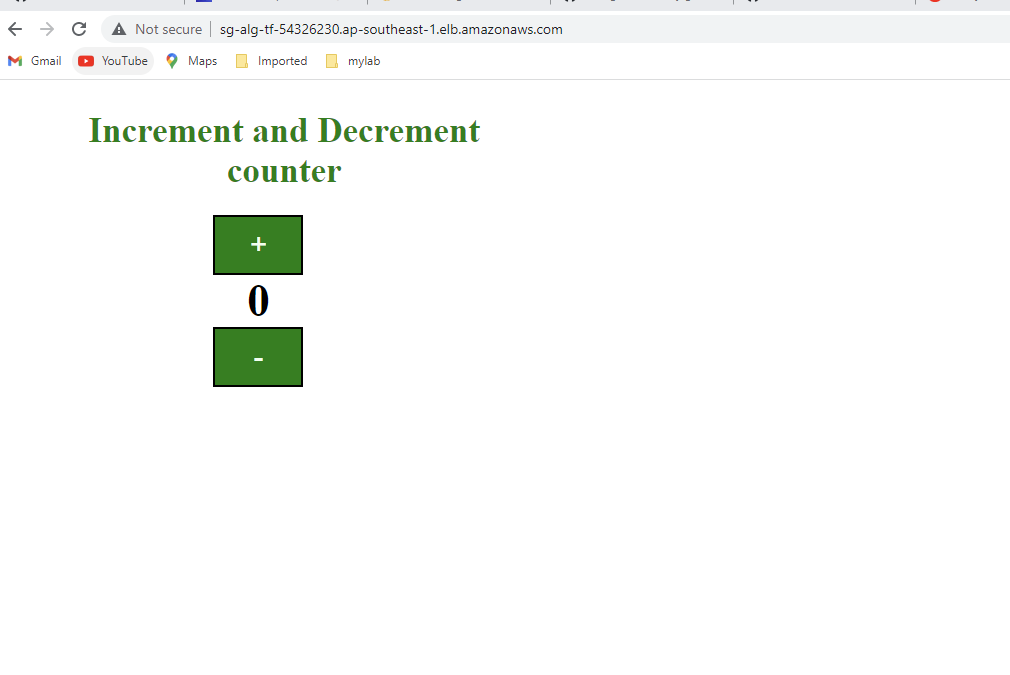 Not secure sg-alg-tf-54326230.ap-southeast-1.elb.amazonaws.com
Gmail YouTube Maps Imported mylab
Increment and Decrement
counter
+
0
-